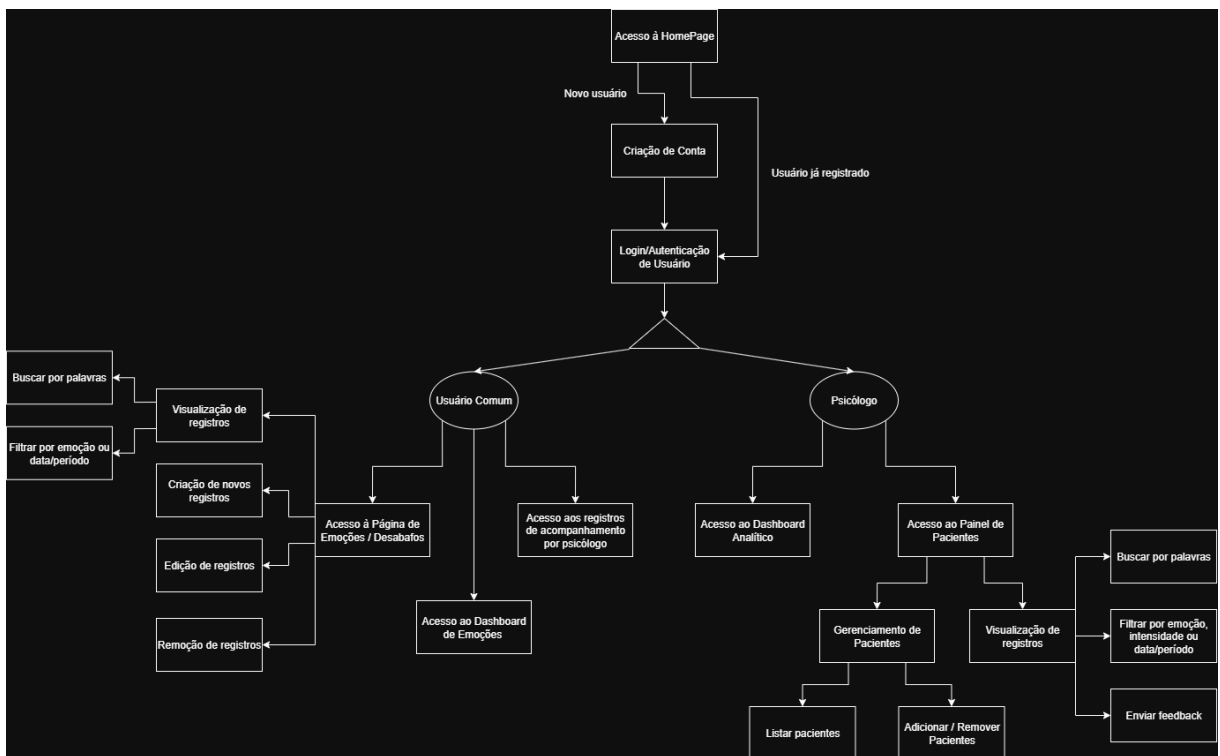 Acesso à HomePage
Novo usuário
Criação de Conta
Usuário já registrado
Login/Autenticação
de Usuário
Usuário Comum
Psicólogo
Buscar por palavras
Filtrar por emoção ou
data/período
Visualização de
registros
Criação de novos
registros
Edição de registros
Remoção de registros
Acesso à Página de
Emoções / Desabafos
Acesso ao Dashboard
de Emoções
Acesso aos registros
de acompanhamento
por psicólogo
Acesso ao Dashboard
Analítico
Acesso ao Painel de
Pacientes
Gerenciamento de
Pacientes
Listar pacientes
Adicionar / Remover
Pacientes
Visualização de
registros
Buscar por palavras
Filtrar por emoção,
intensidade ou
data/período
Enviar feedback